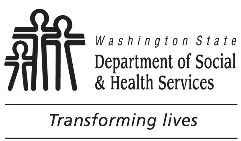 Washington State
Department of Social
& Health Services
Transforming lives